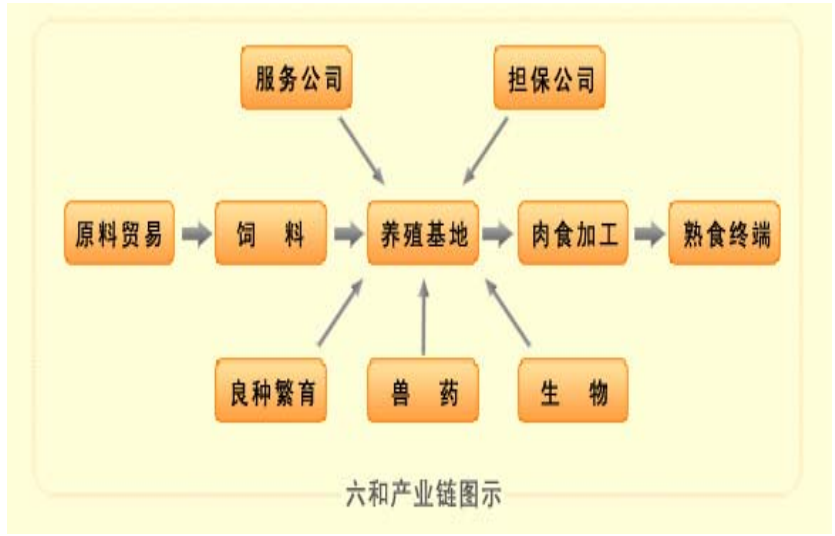 服务公司 担保公司
原料贸易 饲料 养殖基地 肉食加工 熟食终端
良种繁育 兽药 生物
六和产业链图示